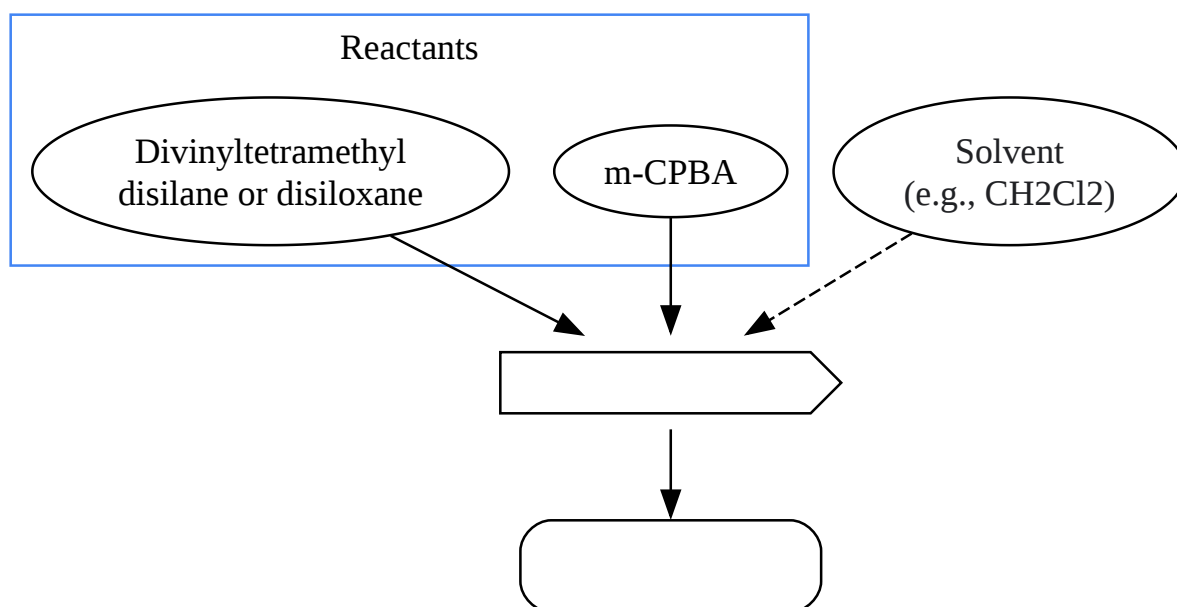 Reactants
Divinyltetramethyl
disilane or disiloxane
m-CPBA
Solvent
(e.g., CH2Cl2)